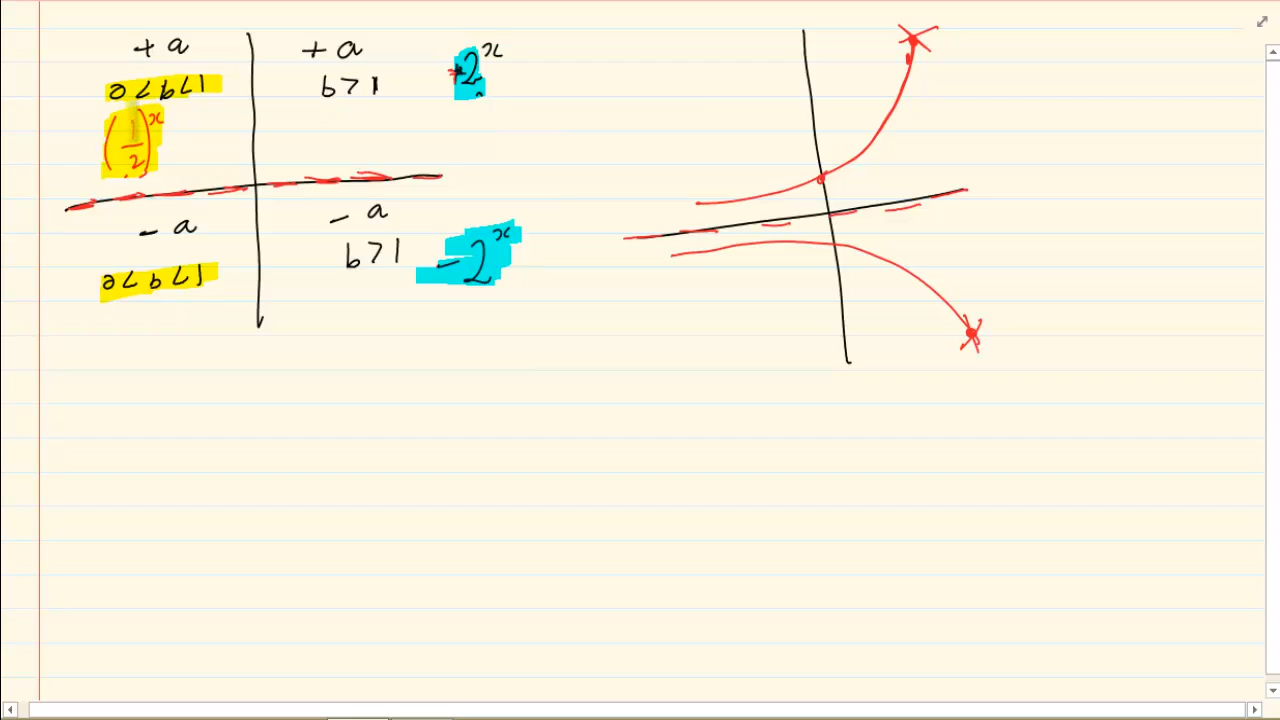 + a
0 < b < 1
(1/2)^x
+ a
b > 1
2^x
- a
0 < b < 1
- a
b > 1
- 2^x